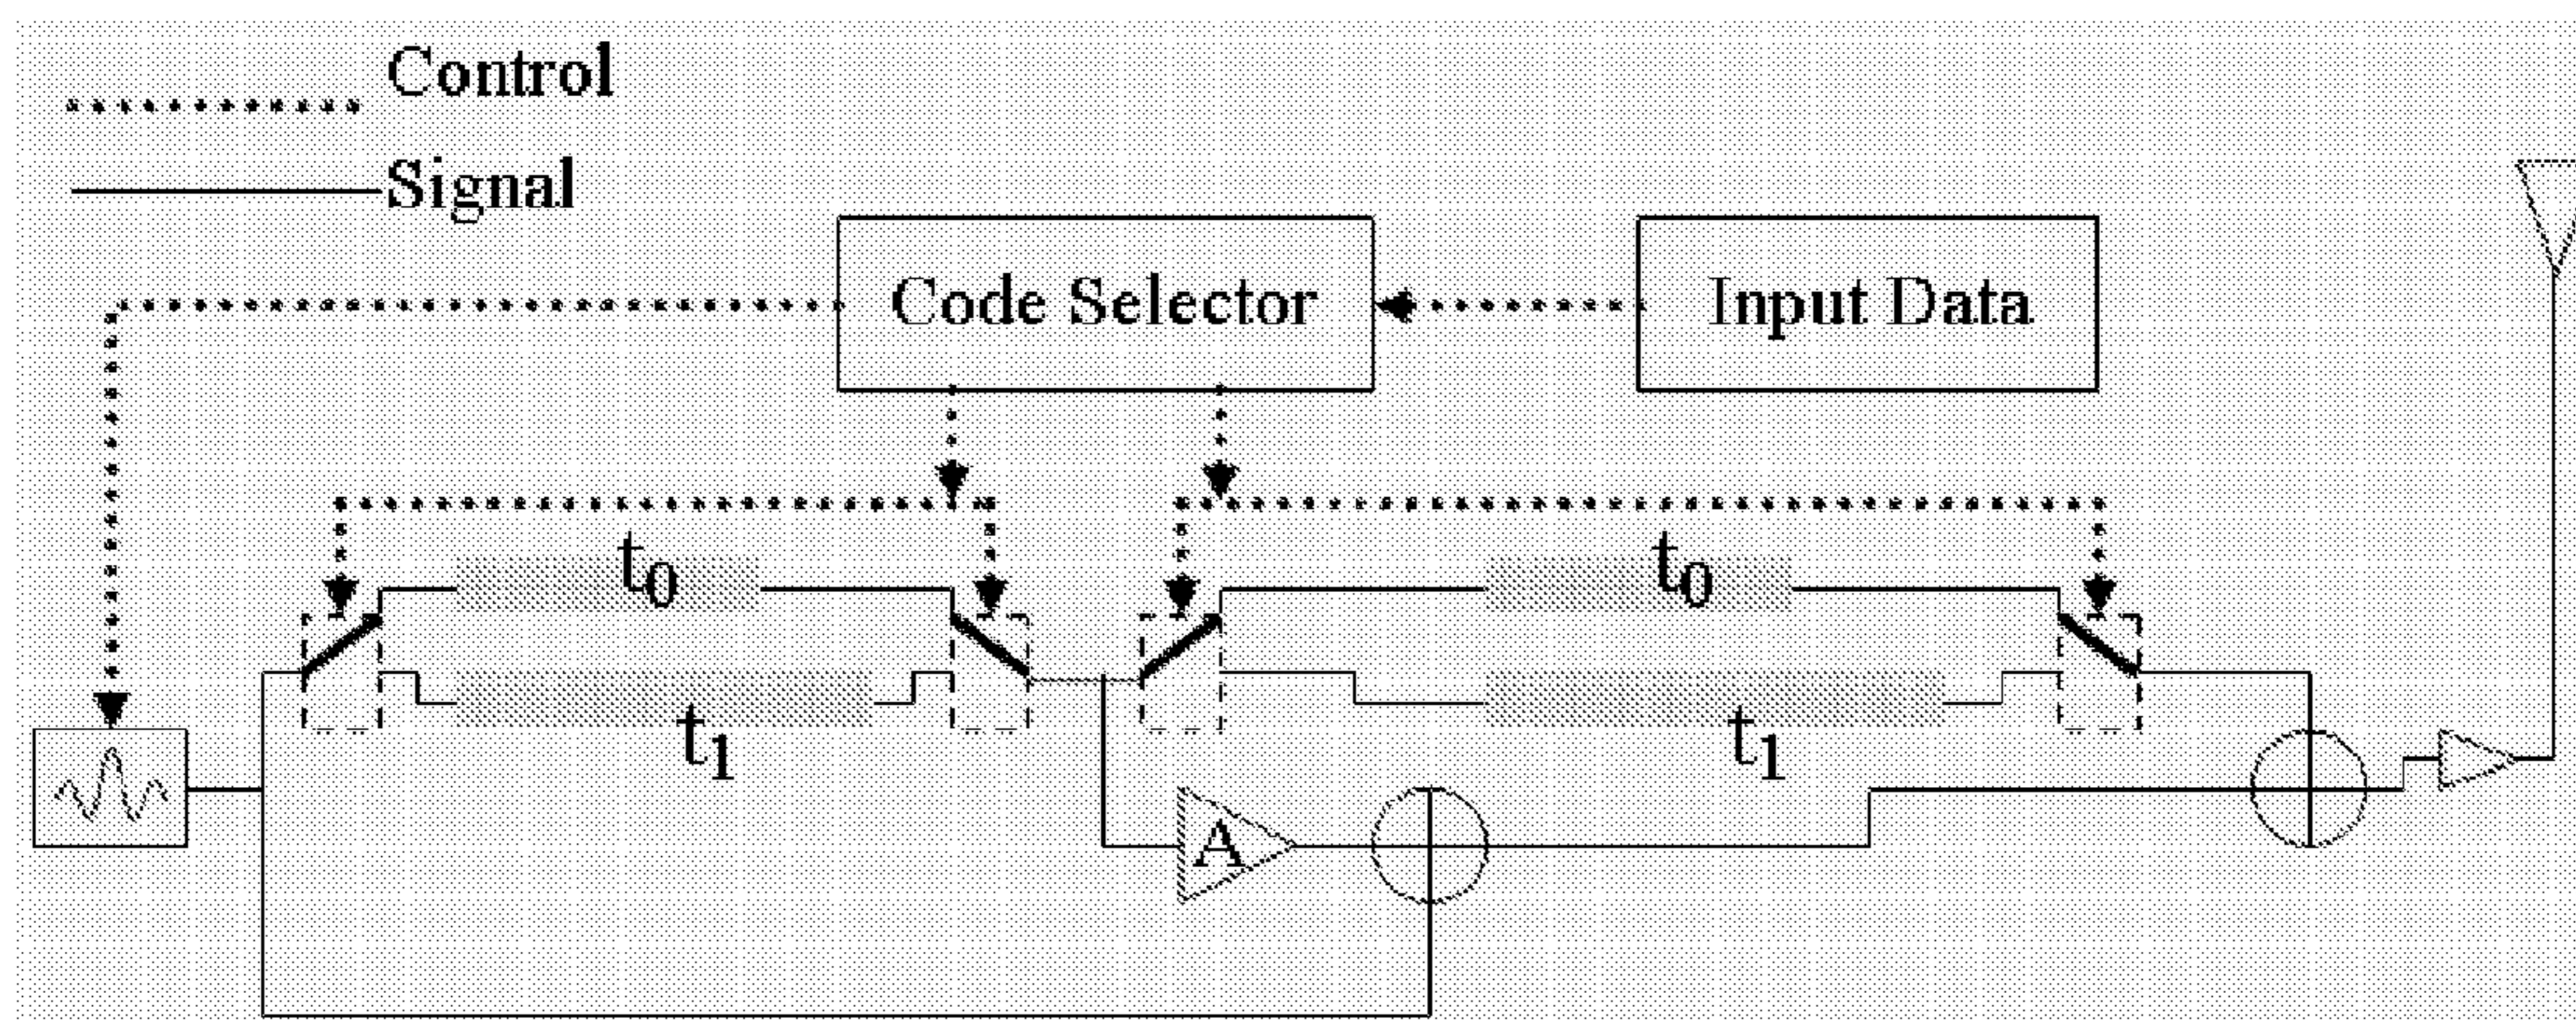 Control
Signal
Code Selector
Input Data
t0
t0
t1
t1
A